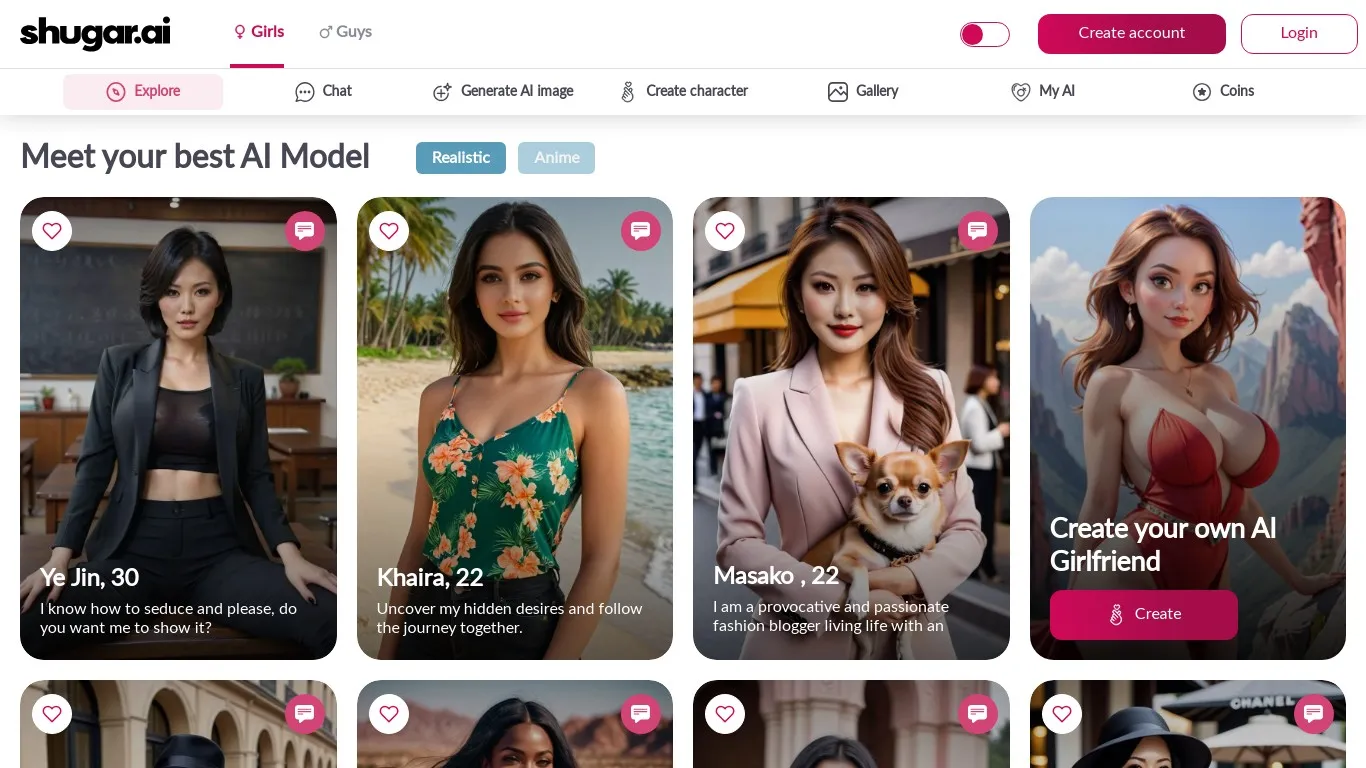 shugar.ai
Girls
Guys
Create account
Login
Explore
Chat
Generate AI image
Create character
Gallery
My AI
Coins
Meet your best AI Model
Realistic
Anime
Ye Jin, 30
I know how to seduce and please, do
you want me to show it?
Khaira, 22
Uncover my hidden desires and follow
the journey together.
Masako , 22
I am a provocative and passionate
fashion blogger living life with an
Create your own AI
Girlfriend
Create
CHANEL